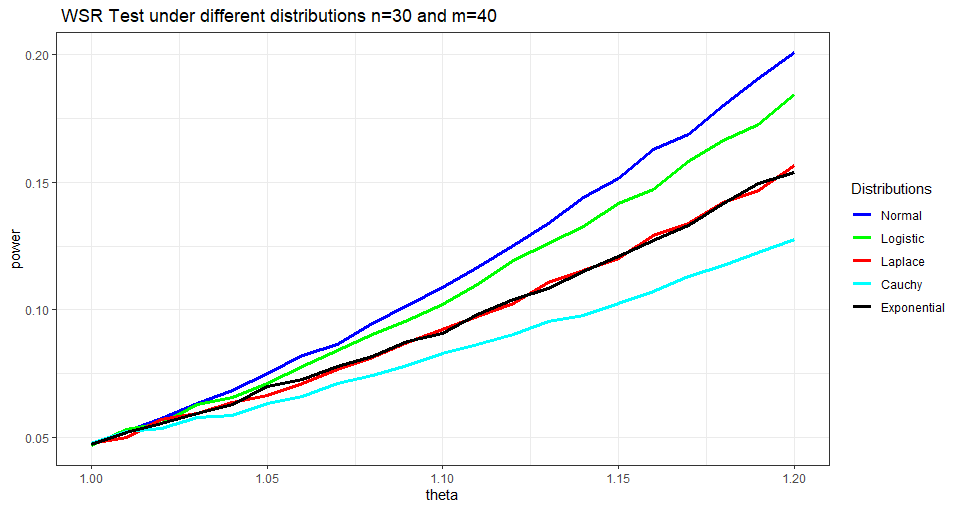 WSR Test under different distributions n=30 and m=40
0.20
0.15
0.10
0.05
power
1.00
1.05
1.10
1.15
1.20
theta
Distributions
Normal
Logistic
Laplace
Cauchy
Exponential